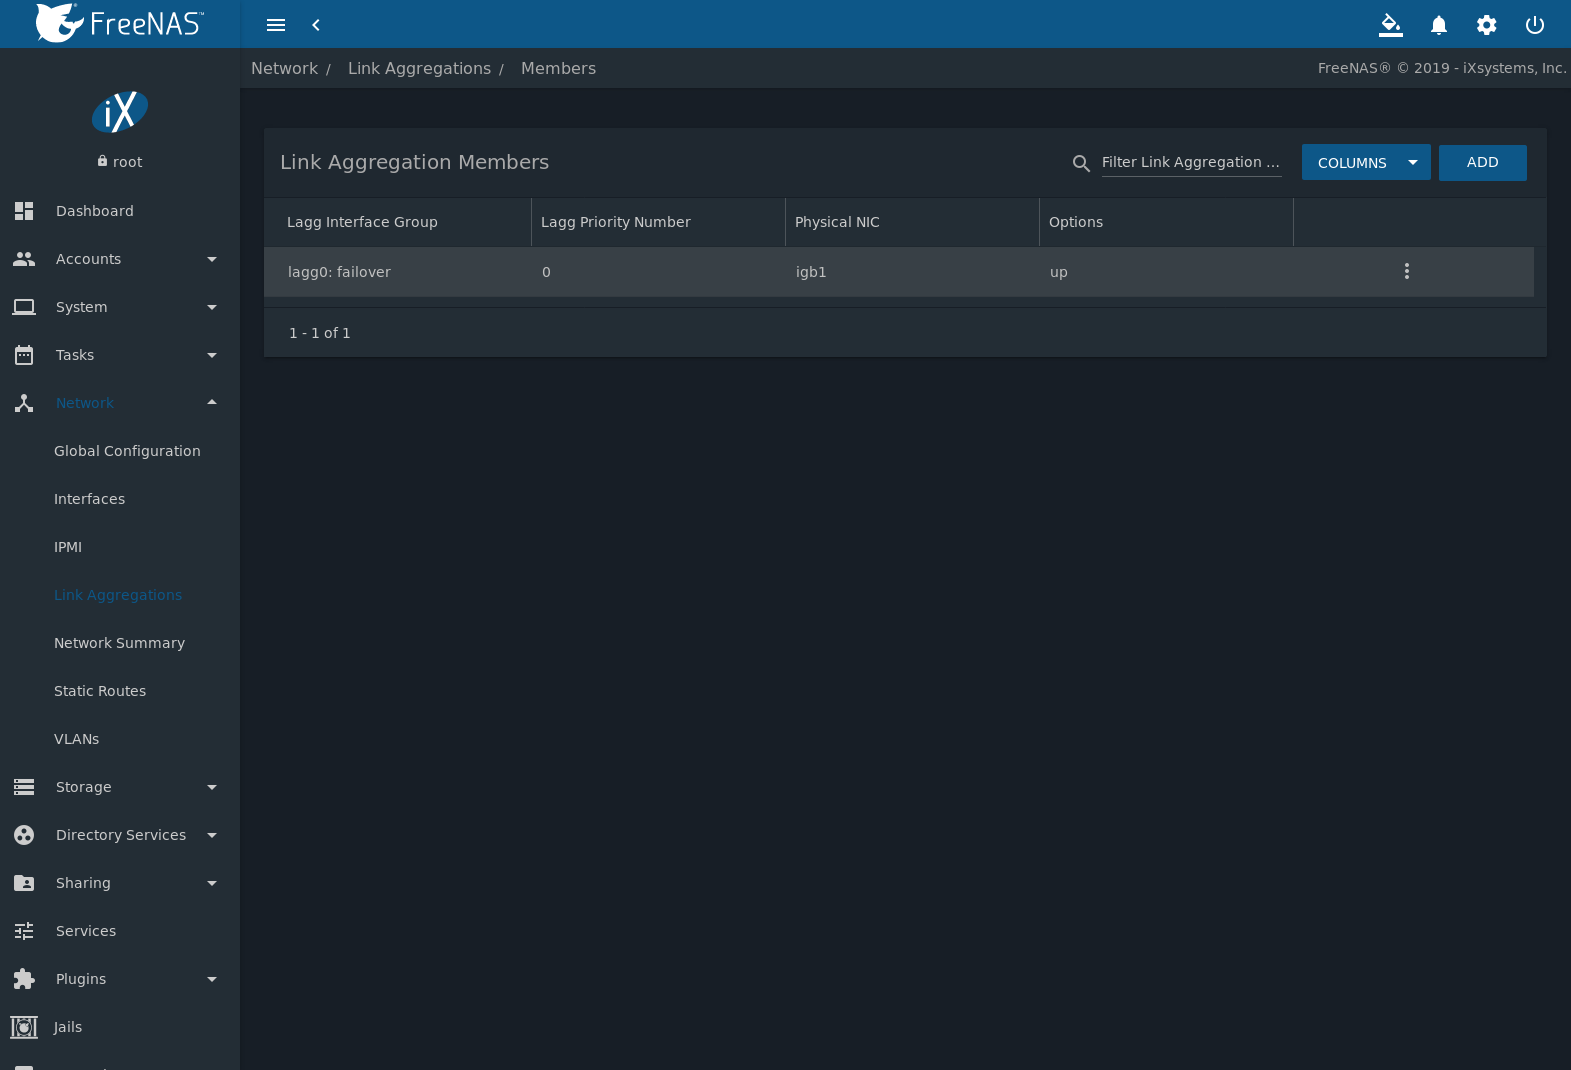 FreeNAS™
Network / Link Aggregations / Members
FreeNAS® © 2019 - iXsystems, Inc.
iX
root
Dashboard
Accounts
System
Tasks
Network
Global Configuration
Interfaces
IPMI
Link Aggregations
Network Summary
Static Routes
VLANs
Storage
Directory Services
Sharing
Services
Plugins
Jails
Link Aggregation Members
Filter Link Aggregation ...
COLUMNS
ADD
Lagg Interface Group Lagg Priority Number Physical NIC Options
lagg0: failover 0 igb1 up
1 - 1 of 1